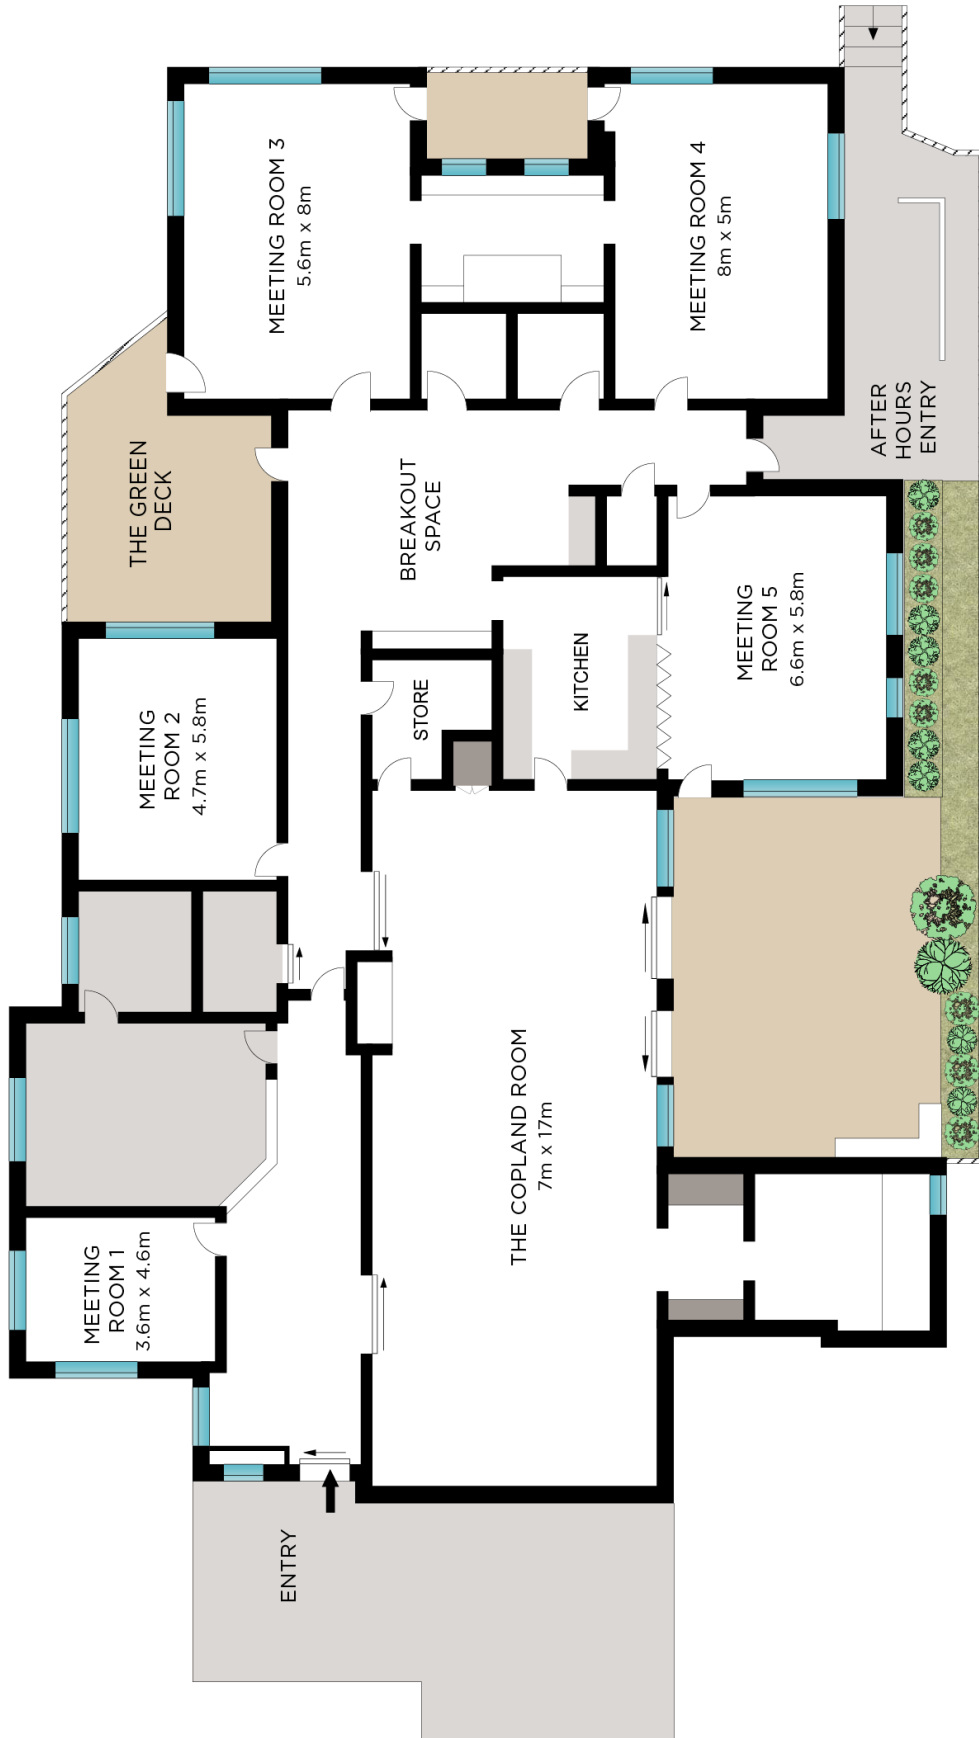 MEETING ROOM 3
5.6m x 8m
MEETING ROOM 4
8m x 5m
AFTER
HOURS
ENTRY
THE GREEN
DECK
BREAKOUT
SPACE
MEETING
ROOM 5
6.6m x 5.8m
KITCHEN
STORE
MEETING
ROOM 2
4.7m x 5.8m
THE COPLAND ROOM
7m x 17m
MEETING
ROOM 1
3.6m x 4.6m
ENTRY